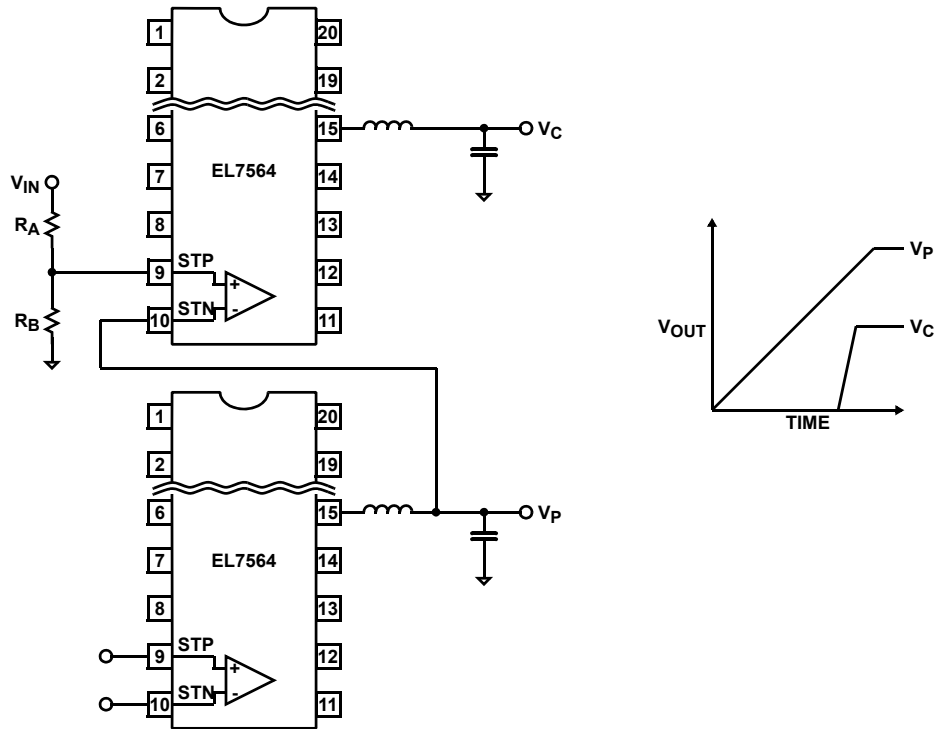 1 20
2 19
6 15
V_C
EL7564
7 14
V_IN
R_A
8 13
9 STP 12
+
R_B
10 STN 11
-
V_P
V_OUT
V_C
TIME
1 20
2 19
6 15
V_P
EL7564
7 14
8 13
9 STP 12
+
10 STN 11
-